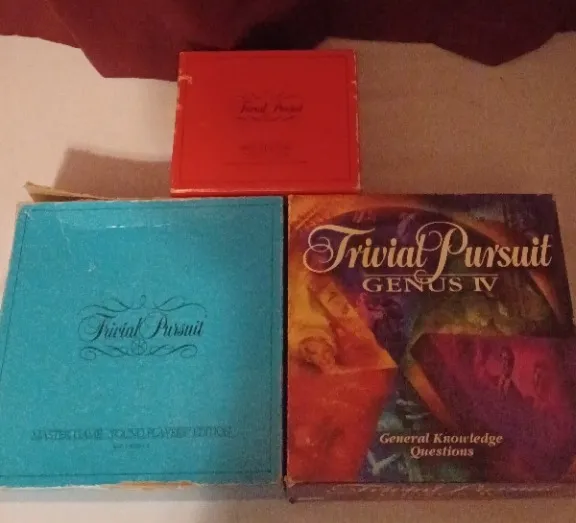 Trivial Pursuit
Trivial Pursuit
MASTER GAME - YOUNG PLAYERS' EDITION
Trivial Pursuit
GENUS IV
General Knowledge
Questions